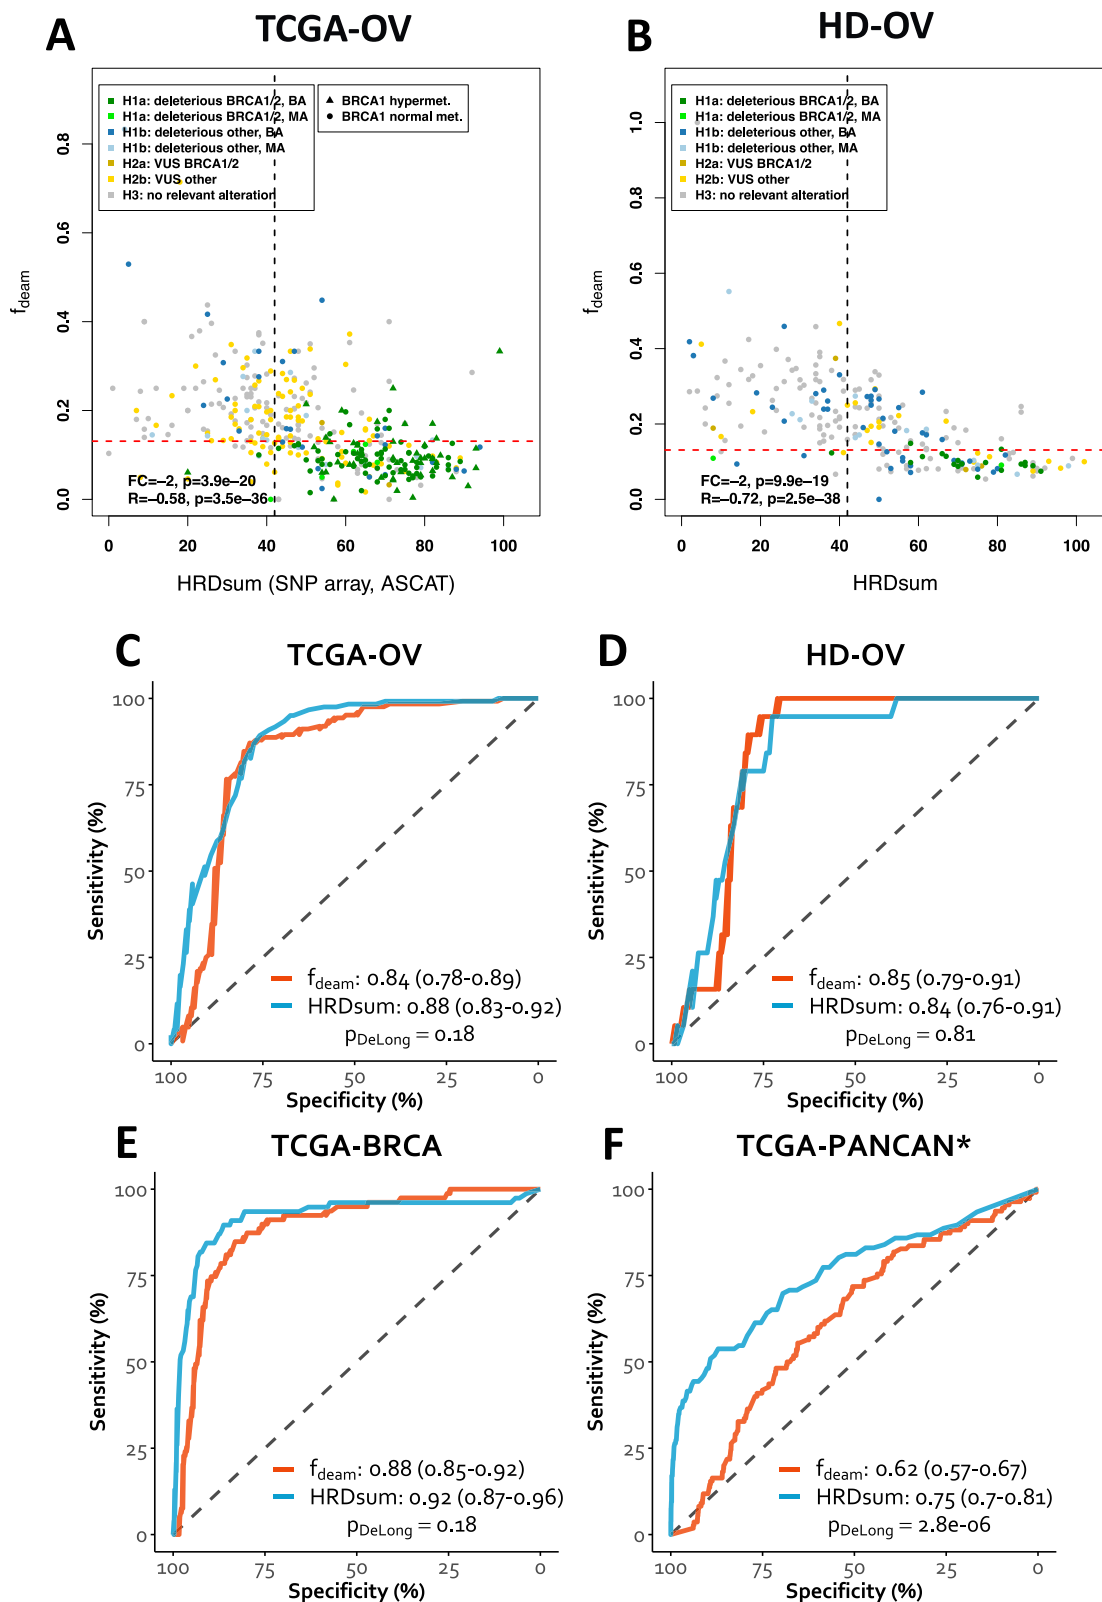 A
TCGA-OV
H1a: deleterious BRCA1/2, BA
H1a: deleterious BRCA1/2, MA
H1b: deleterious other, BA
H1b: deleterious other, MA
H2a: VUS BRCA1/2
H2b: VUS other
H3: no relevant alteration
BRCA1 hypermet.
BRCA1 normal met.
0.8
0.6
0.4
0.2
0.0
f_deam
FC=−2, p=3.9e−20
R=−0.58, p=3.5e−36
0 20 40 60 80 100
HRDsum (SNP array, ASCAT)
B
HD-OV
H1a: deleterious BRCA1/2, BA
H1a: deleterious BRCA1/2, MA
H1b: deleterious other, BA
H1b: deleterious other, MA
H2a: VUS BRCA1/2
H2b: VUS other
H3: no relevant alteration
1.0
0.8
0.6
0.4
0.2
0.0
f_deam
FC=−2, p=9.9e−19
R=−0.72, p=2.5e−38
0 20 40 60 80 100
HRDsum
C
TCGA-OV
100
75
50
25
0
Sensitivity (%)
f_deam: 0.84 (0.78-0.89)
HRDsum: 0.88 (0.83-0.92)
p_DeLong = 0.18
100 75 50 25 0
Specificity (%)
D
HD-OV
100
75
50
25
0
Sensitivity (%)
f_deam: 0.85 (0.79-0.91)
HRDsum: 0.84 (0.76-0.91)
p_DeLong = 0.81
100 75 50 25 0
Specificity (%)
E
TCGA-BRCA
100
75
50
25
0
Sensitivity (%)
f_deam: 0.88 (0.85-0.92)
HRDsum: 0.92 (0.87-0.96)
p_DeLong = 0.18
100 75 50 25 0
Specificity (%)
F
TCGA-PANCAN*
100
75
50
25
0
Sensitivity (%)
f_deam: 0.62 (0.57-0.67)
HRDsum: 0.75 (0.7-0.81)
p_DeLong = 2.8e-06
100 75 50 25 0
Specificity (%)